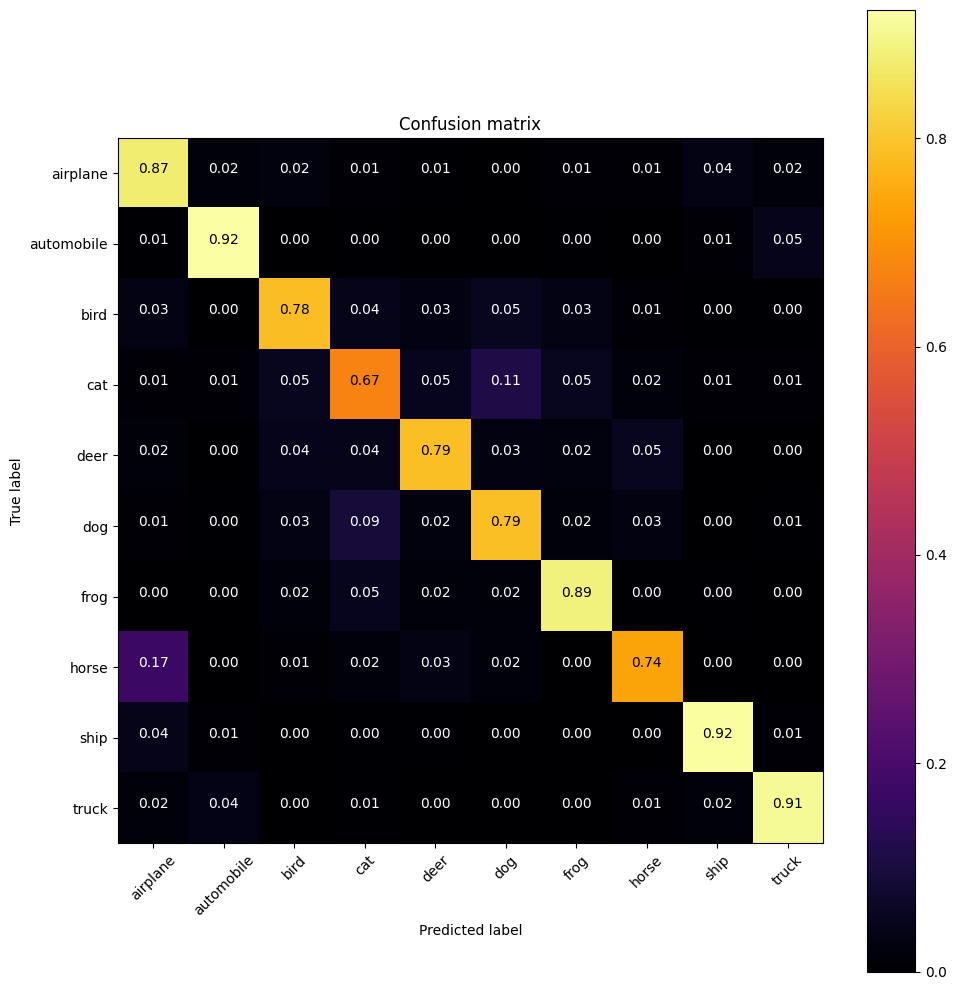 Confusion matrix
airplane 0.87 0.02 0.02 0.01 0.01 0.00 0.01 0.01 0.04 0.02
automobile 0.01 0.92 0.00 0.00 0.00 0.00 0.00 0.00 0.01 0.05
bird 0.03 0.00 0.78 0.04 0.03 0.05 0.03 0.01 0.00 0.00
cat 0.01 0.01 0.05 0.67 0.05 0.11 0.05 0.02 0.01 0.01
deer 0.02 0.00 0.04 0.04 0.79 0.03 0.02 0.05 0.00 0.00
dog 0.01 0.00 0.03 0.09 0.02 0.79 0.02 0.03 0.00 0.01
frog 0.00 0.00 0.02 0.05 0.02 0.02 0.89 0.00 0.00 0.00
horse 0.17 0.00 0.01 0.02 0.03 0.02 0.00 0.74 0.00 0.00
ship 0.04 0.01 0.00 0.00 0.00 0.00 0.00 0.00 0.92 0.01
truck 0.02 0.04 0.00 0.01 0.00 0.00 0.00 0.01 0.02 0.91
airplane automobile bird cat deer dog frog horse ship truck
Predicted label
True label
0.8
0.6
0.4
0.2
0.0